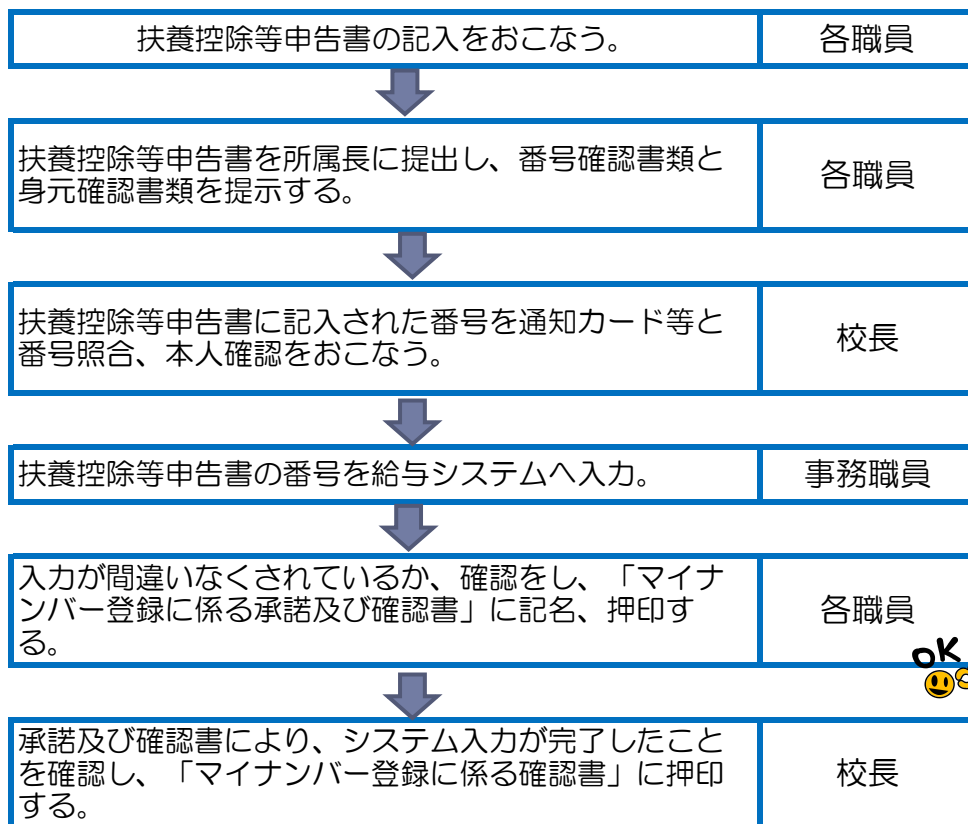 扶養控除等申告書の記入をおこなう。
各職員
扶養控除等申告書を所属長に提出し、番号確認書類と
身元確認書類を提示する。
各職員
扶養控除等申告書に記入された番号を通知カード等と
番号照合、本人確認をおこなう。
校長
扶養控除等申告書の番号を給与システムへ入力。
事務職員
入力が間違いなくされているか、確認をし、「マイナ
ンバー登録に係る承諾及び確認書」に記名、押印す
る。
各職員
OK
承諾及び確認書により、システム入力が完了したこと
を確認し、「マイナンバー登録に係る確認書」に押印
する。
校長